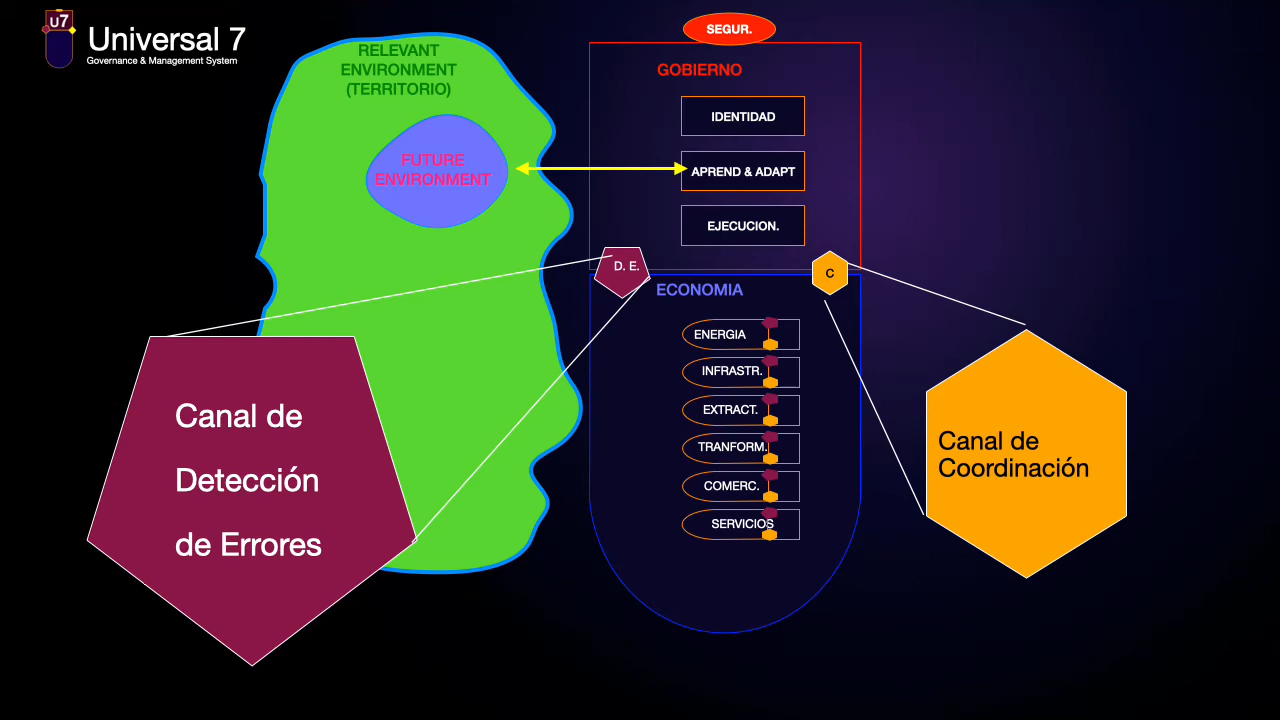 U7
Universal 7
Governance & Management System
RELEVANT
ENVIRONMENT
(TERRITORIO)
FUTURE
ENVIRONMENT
SEGUR.
GOBIERNO
IDENTIDAD
APREND & ADAPT
EJECUCION.
D. E.
C
ECONOMIA
ENERGIA
INFRASTR.
EXTRACT.
TRANFORM.
COMERC.
SERVICIOS
Canal de
Detección
de Errores
Canal de
Coordinación